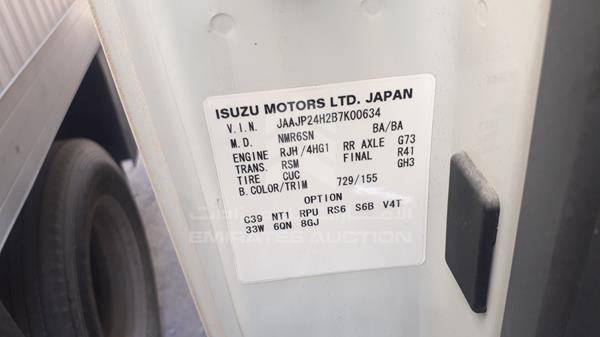 ISUZU MOTORS LTD. JAPAN
V.I.N. JAAJP24H2B7K00634
M.D. NMR6SN BA/BA
ENGINE RJH/4HG1 RR AXLE G73
TRANS. RSM FINAL R41
TIRE CUC GH3
B.COLOR/TRIM 729/155
OPTION
C39 NT1 RPU RS6 S6B V4T
33W 6QN 8GJ
EMIRATES AUCTION